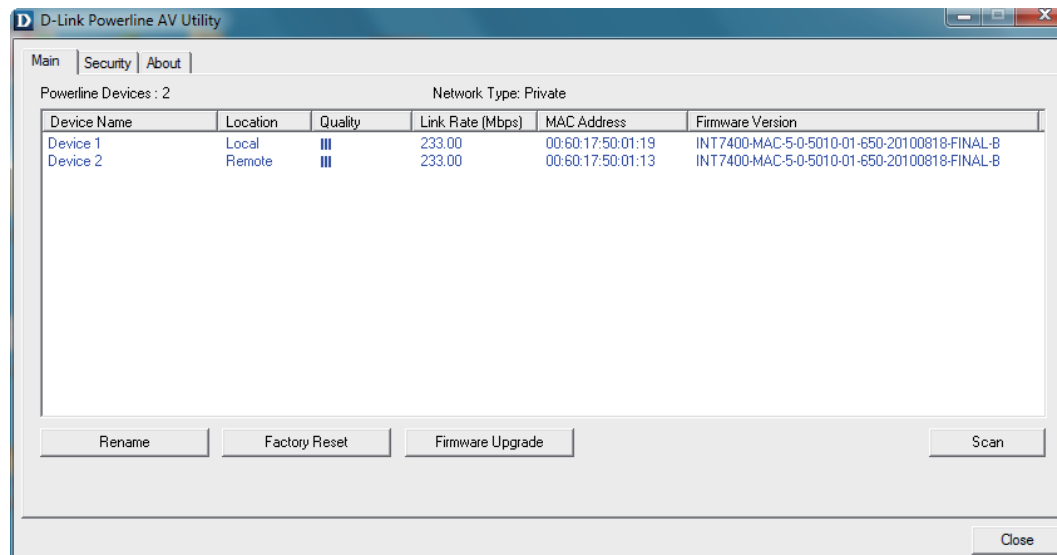 D D-Link Powerline AV Utility
Main Security About
Powerline Devices : 2 Network Type: Private
Device Name Location Quality Link Rate (Mbps) MAC Address Firmware Version
Device 1 Local 233.00 00:60:17:50:01:19 INT7400-MAC-5-0-5010-01-650-20100818-FINAL-B
Device 2 Remote 233.00 00:60:17:50:01:13 INT7400-MAC-5-0-5010-01-650-20100818-FINAL-B
Rename Factory Reset Firmware Upgrade Scan
Close